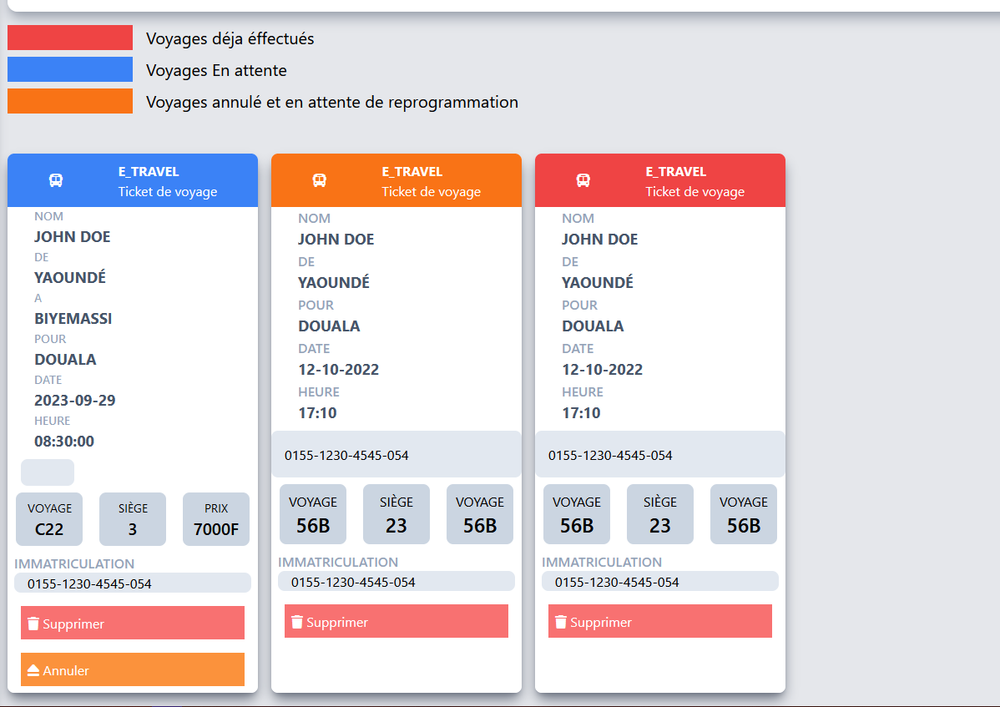 Voyages déja éffectués
Voyages En attente
Voyages annulé et en attente de reprogrammation
E_TRAVEL
Ticket de voyage
NOM
JOHN DOE
DE
YAOUNDÉ
A
BIYEMASSI
POUR
DOUALA
DATE
2023-09-29
HEURE
08:30:00
VOYAGE
C22
SIÈGE
3
PRIX
7000F
IMMATRICULATION
0155-1230-4545-054
Supprimer
Annuler
E_TRAVEL
Ticket de voyage
NOM
JOHN DOE
DE
YAOUNDÉ
POUR
DOUALA
DATE
12-10-2022
HEURE
17:10
0155-1230-4545-054
VOYAGE
56B
SIÈGE
23
VOYAGE
56B
IMMATRICULATION
0155-1230-4545-054
Supprimer
E_TRAVEL
Ticket de voyage
NOM
JOHN DOE
DE
YAOUNDÉ
POUR
DOUALA
DATE
12-10-2022
HEURE
17:10
0155-1230-4545-054
VOYAGE
56B
SIÈGE
23
VOYAGE
56B
IMMATRICULATION
0155-1230-4545-054
Supprimer